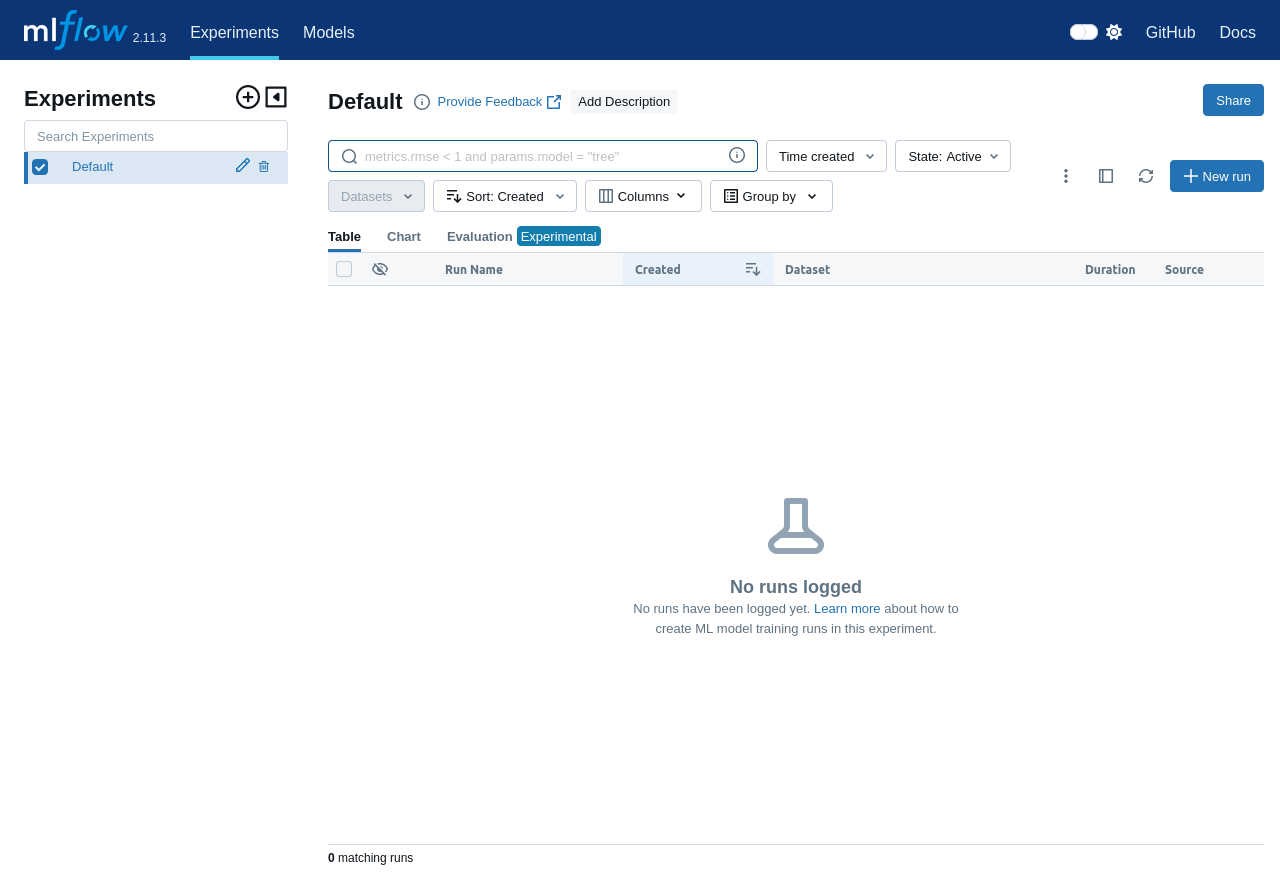 mlflow 2.11.3 Experiments Models GitHub Docs
Experiments
Search Experiments
Default
Default Provide Feedback Add Description Share
metrics.rmse < 1 and params.model = "tree" Time created State: Active
Datasets Sort: Created Columns Group by New run
Table Chart Evaluation Experimental
Run Name Created Dataset Duration Source
No runs logged
No runs have been logged yet. Learn more about how to
create ML model training runs in this experiment.
0 matching runs